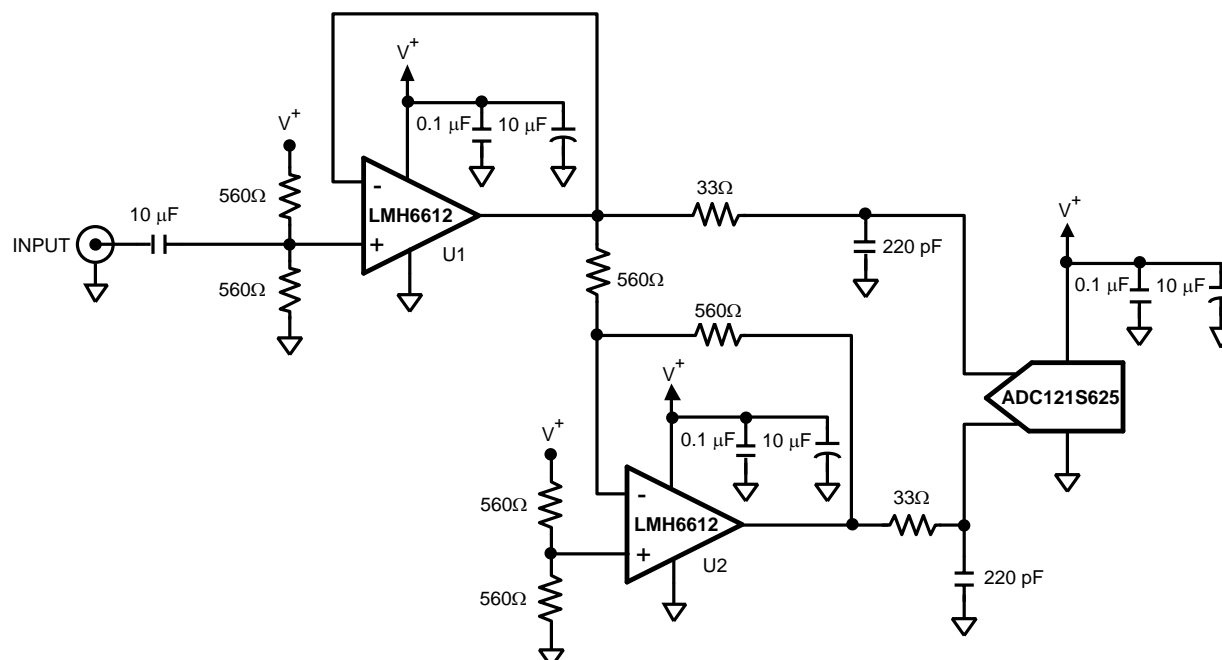 V+
0.1 μF
10 μF
V+
560Ω
10 μF
INPUT
-
LMH6612
+
U1
560Ω
33Ω
220 pF
V+
0.1 μF
10 μF
560Ω
560Ω
ADC121S625
V+
0.1 μF
10 μF
V+
560Ω
-
LMH6612
+
U2
560Ω
33Ω
220 pF